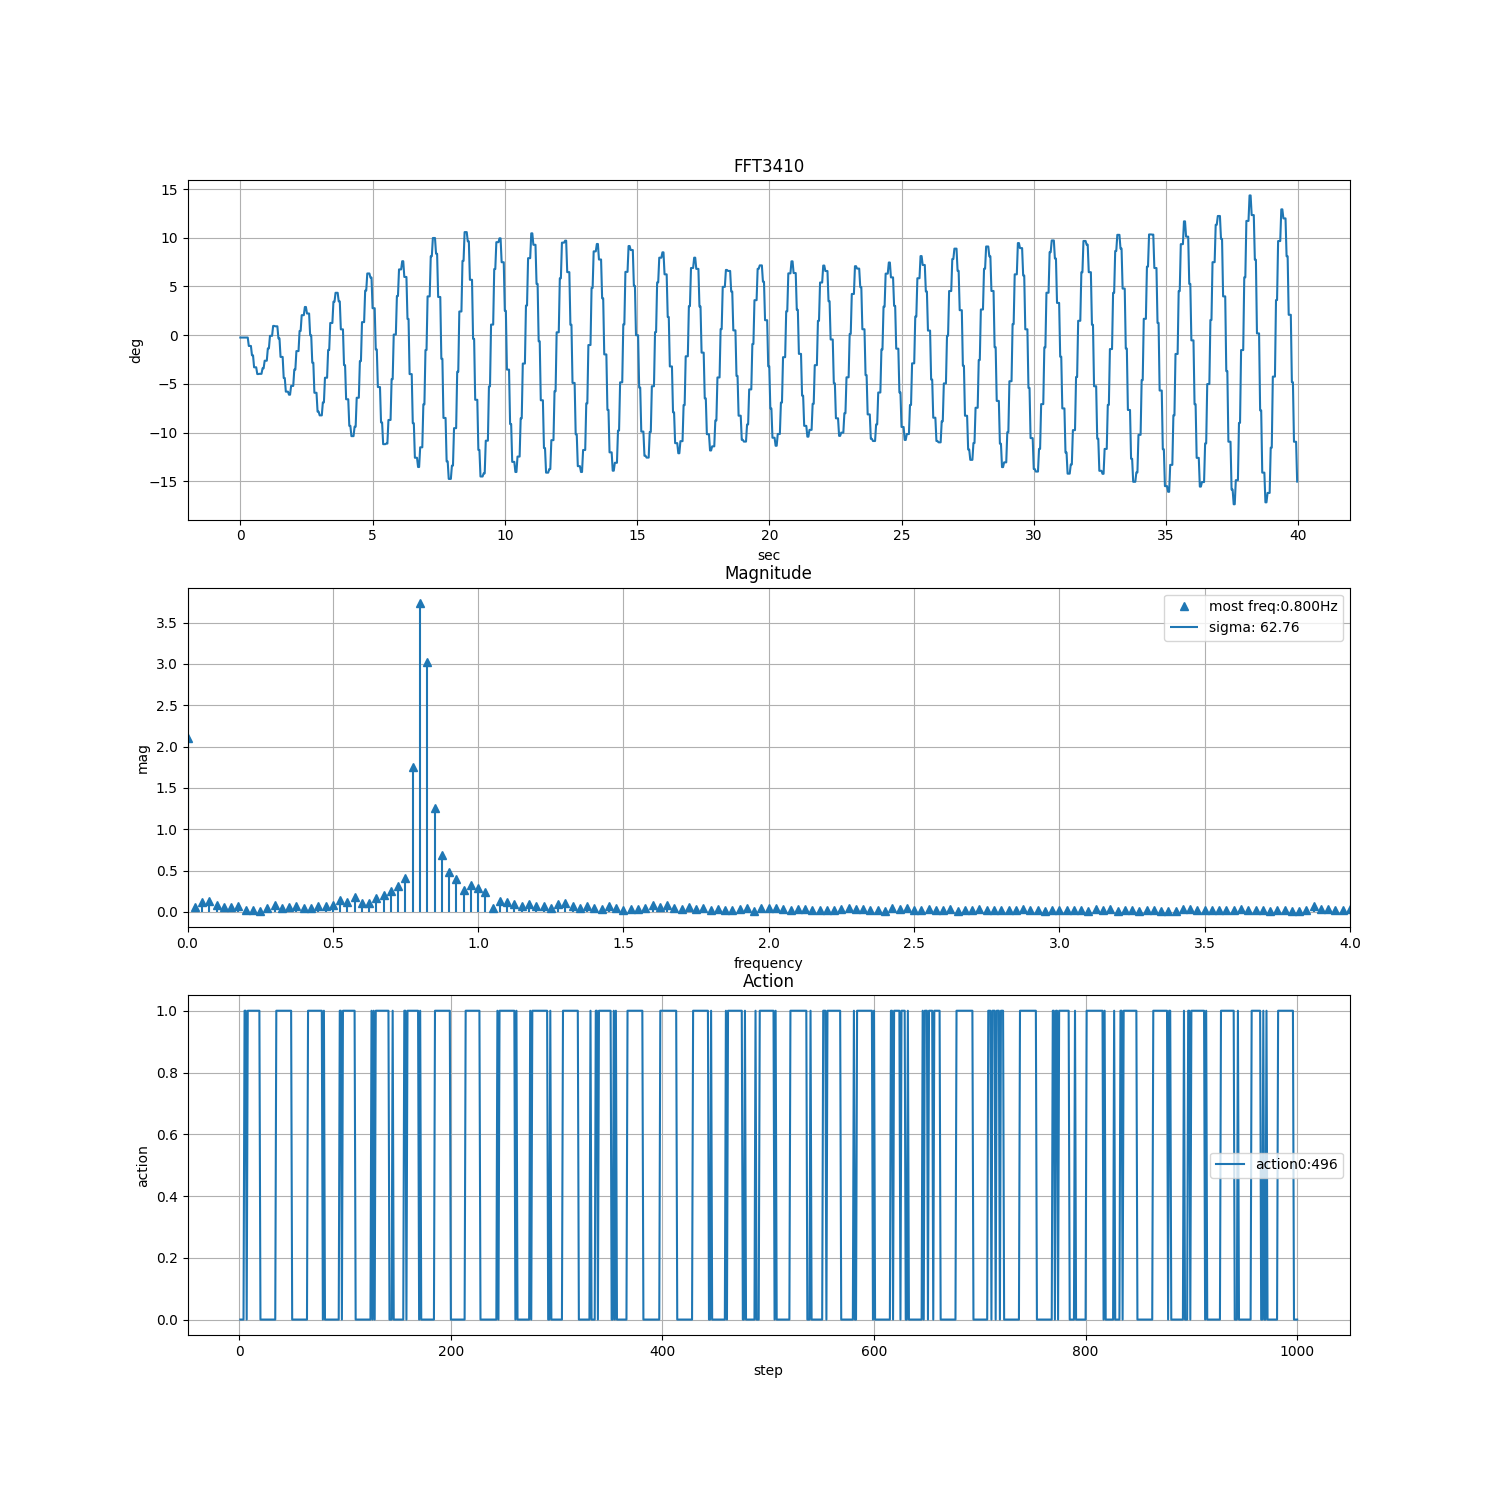 FFT3410
15
10
5
0
−5
−10
−15
deg
0 5 10 15 20 25 30 35 40
sec
Magnitude
3.5
3.0
2.5
2.0
1.5
1.0
0.5
0.0
mag
most freq:0.800Hz
sigma: 62.76
0.0 0.5 1.0 1.5 2.0 2.5 3.0 3.5 4.0
frequency
Action
1.0
0.8
0.6
0.4
0.2
0.0
action
action0:496
0 200 400 600 800 1000
step